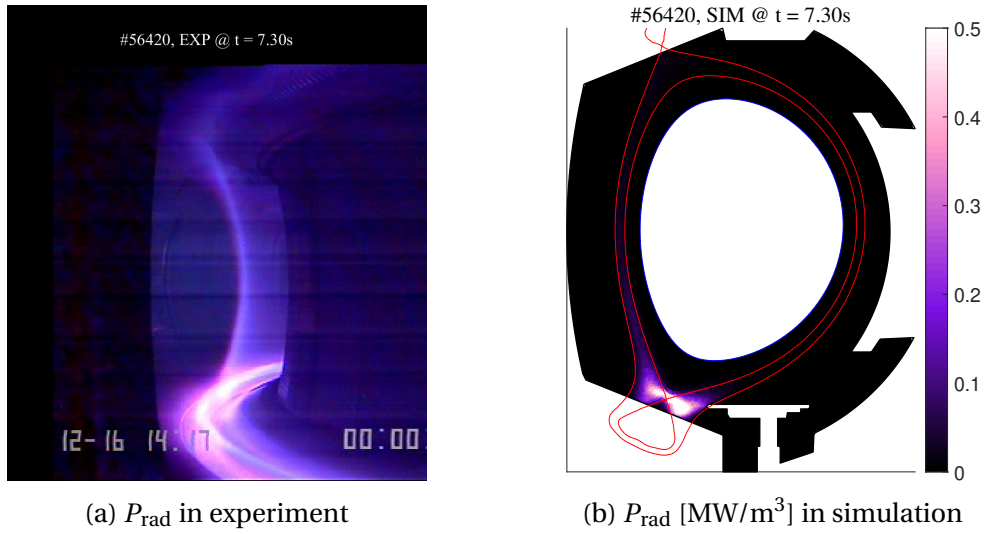 #56420, EXP @ t = 7.30s
12-16 14:17 00:00:
(a) P_rad in experiment
#56420, SIM @ t = 7.30s
0.5
0.4
0.3
0.2
0.1
0
(b) P_rad [MW/m³] in simulation